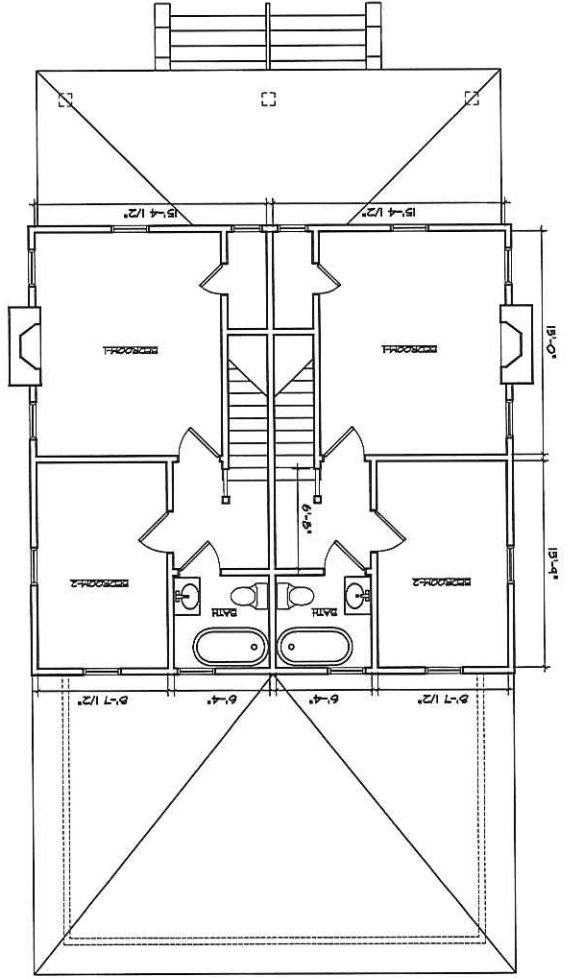 15'-4 1/2"
15'-4 1/2"
15'-0"
BEDROOM-1
BEDROOM-1
6'-8"
15'-9"
BEDROOM-2
BATH
BATH
BEDROOM-2
8'-7 1/2"
6'-4"
6'-4"
8'-7 1/2"